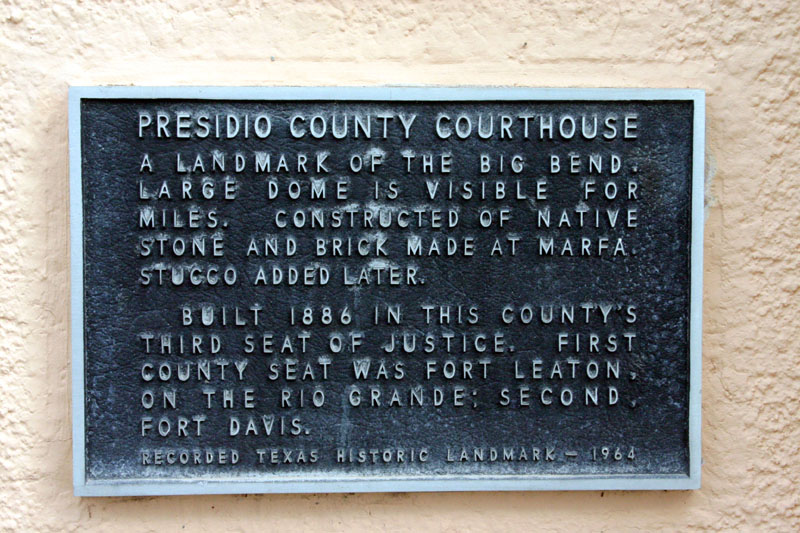 PRESIDIO COUNTY COURTHOUSE
A LANDMARK OF THE BIG BEND.
LARGE DOME IS VISIBLE FOR
MILES. CONSTRUCTED OF NATIVE
STONE AND BRICK MADE AT MARFA.
STUCCO ADDED LATER.
BUILT 1886 IN THIS COUNTY'S
THIRD SEAT OF JUSTICE. FIRST
COUNTY SEAT WAS FORT LEATON,
ON THE RIO GRANDE; SECOND,
FORT DAVIS.
RECORDED TEXAS HISTORIC LANDMARK – 1964